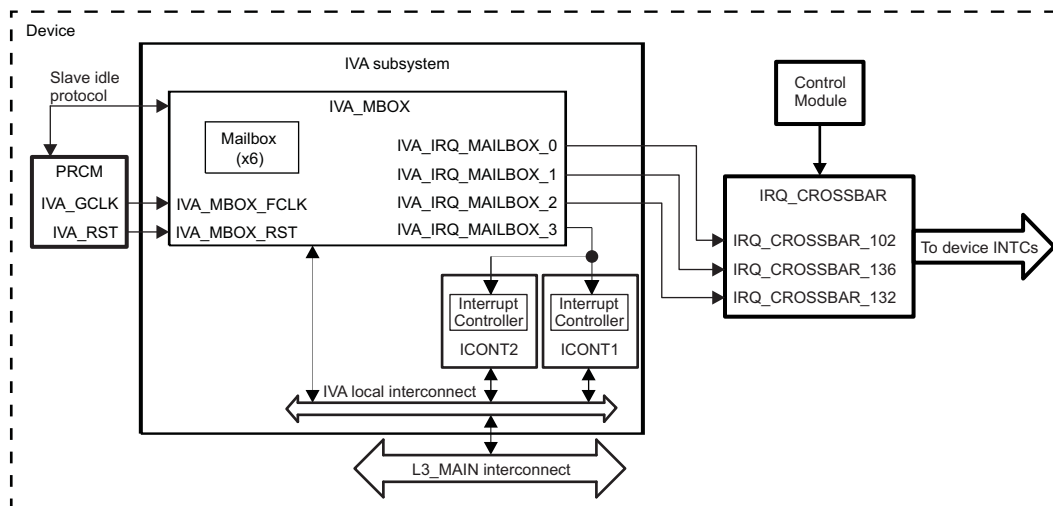 Device
IVA subsystem
Slave idle
protocol
IVA_MBOX
Mailbox
(x6)
IVA_IRQ_MAILBOX_0
IVA_IRQ_MAILBOX_1
IVA_IRQ_MAILBOX_2
IVA_IRQ_MAILBOX_3
PRCM
IVA_GCLK
IVA_RST
IVA_MBOX_FCLK
IVA_MBOX_RST
Control
Module
IRQ_CROSSBAR
IRQ_CROSSBAR_102
IRQ_CROSSBAR_136
IRQ_CROSSBAR_132
To device INTCs
Interrupt
Controller
ICONT2
Interrupt
Controller
ICONT1
IVA local interconnect
L3_MAIN interconnect